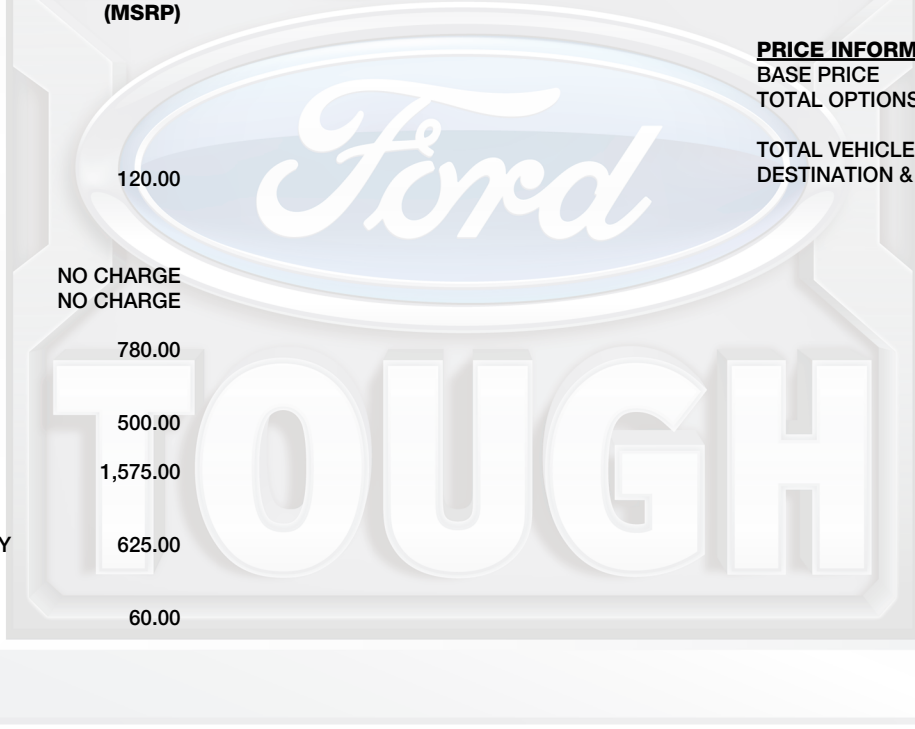 (MSRP)
PRICE INFORM
BASE PRICE
TOTAL OPTIONS
TOTAL VEHICLE
DESTINATION &
120.00
NO CHARGE
NO CHARGE
780.00
500.00
1,575.00
Y 625.00
60.00
Ford
TOUGH